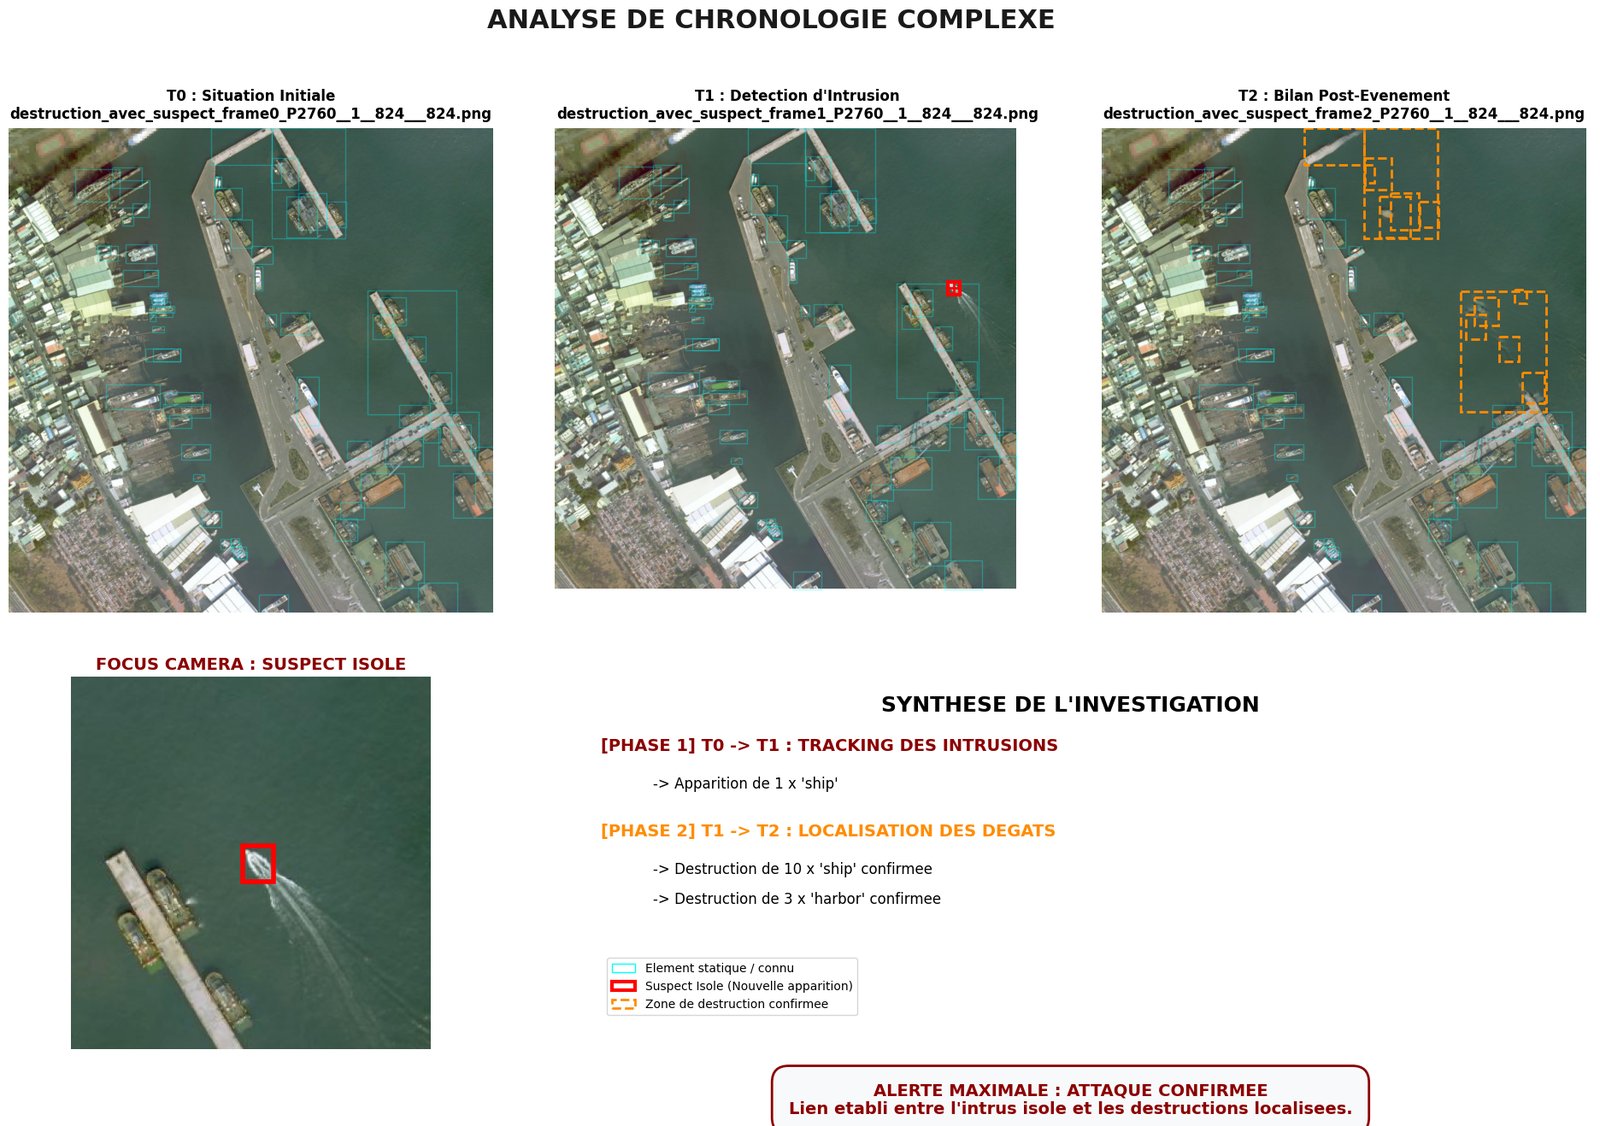 ANALYSE DE CHRONOLOGIE COMPLEXE
T0 : Situation Initiale
destruction_avec_suspect_frame0_P2760__1__824___824.png
T1 : Detection d'Intrusion
destruction_avec_suspect_frame1_P2760__1__824___824.png
T2 : Bilan Post-Evenement
destruction_avec_suspect_frame2_P2760__1__824___824.png
FOCUS CAMERA : SUSPECT ISOLE
SYNTHESE DE L'INVESTIGATION
[PHASE 1] T0 -> T1 : TRACKING DES INTRUSIONS
-> Apparition de 1 x 'ship'
[PHASE 2] T1 -> T2 : LOCALISATION DES DEGATS
-> Destruction de 10 x 'ship' confirmee
-> Destruction de 3 x 'harbor' confirmee
Element statique / connu
Suspect Isole (Nouvelle apparition)
Zone de destruction confirmee
ALERTE MAXIMALE : ATTAQUE CONFIRMEE
Lien etabli entre l'intrus isole et les destructions localisees.